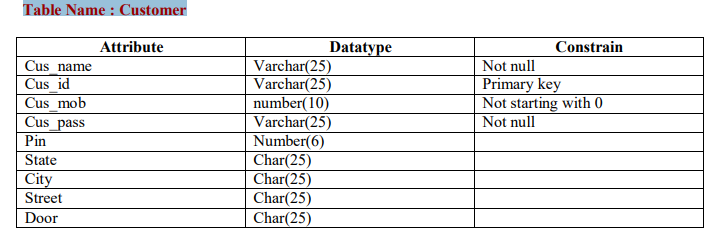 Table Name : Customer
Attribute Datatype Constrain
Cus_name Varchar(25) Not null
Cus_id Varchar(25) Primary key
Cus_mob number(10) Not starting with 0
Cus_pass Varchar(25) Not null
Pin Number(6)
State Char(25)
City Char(25)
Street Char(25)
Door Char(25)